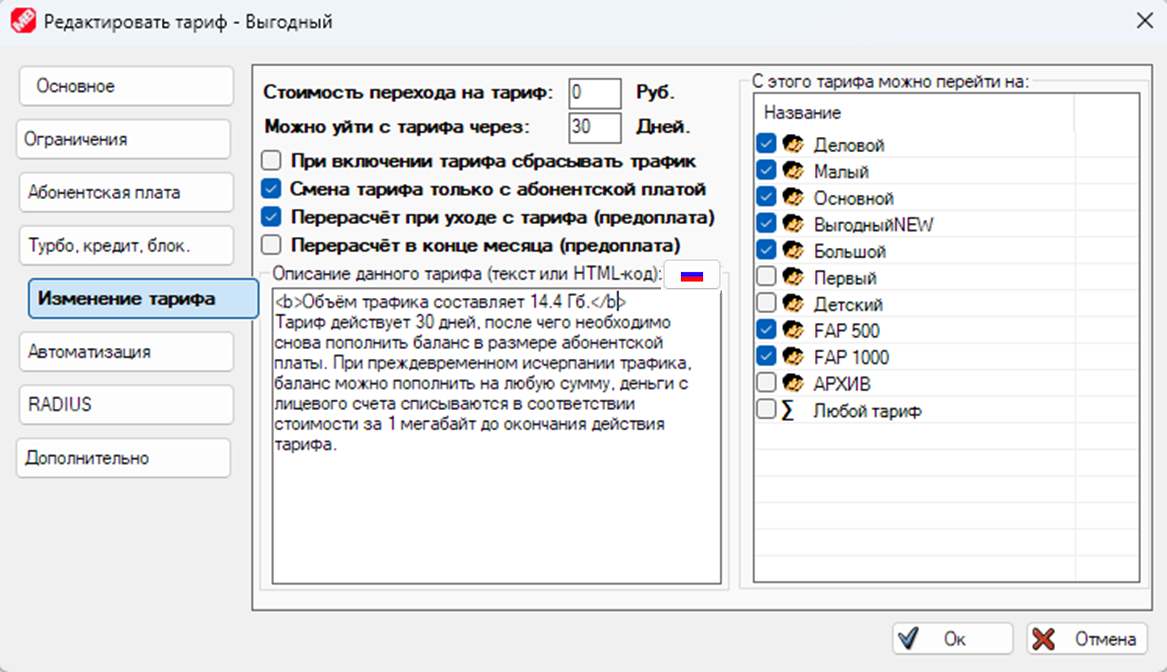 Редактировать тариф - Выгодный
Основное
Ограничения
Абонентская плата
Турбо, кредит, блок.
Изменение тарифа
Автоматизация
RADIUS
Дополнительно
Стоимость перехода на тариф: 0 Руб.
Можно уйти с тарифа через: 30 Дней.
При включении тарифа сбрасывать трафик
Смена тарифа только с абонентской платой
Перерасчёт при уходе с тарифа (предоплата)
Перерасчёт в конце месяца (предоплата)
Описание данного тарифа (текст или HTML-код):
<b>Объём трафика составляет 14.4 Гб.</b>
Тариф действует 30 дней, после чего необходимо
снова пополнить баланс в размере абонентской
платы. При преждевременном исчерпании трафика,
баланс можно пополнить на любую сумму, деньги с
лицевого счета списываются в соответствии
стоимости за 1 мегабайт до окончания действия
тарифа.
С этого тарифа можно перейти на:
Название
Деловой
Малый
Основной
ВыгодныйNEW
Большой
Первый
Детский
FAP 500
FAP 1000
АРХИВ
Σ Любой тариф
Ок
Отмена